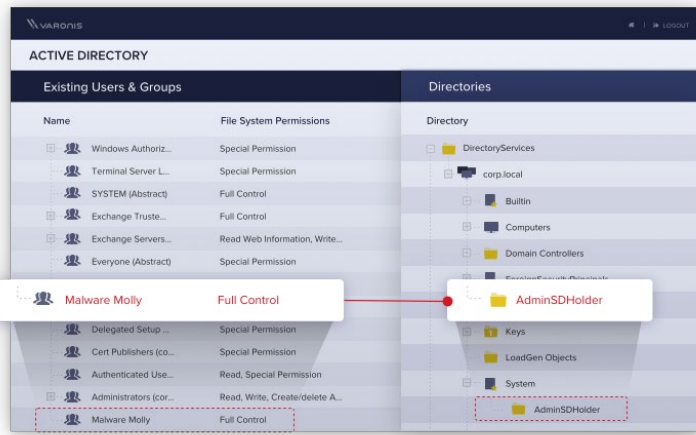 VARONIS
LOGOUT
ACTIVE DIRECTORY
Existing Users & Groups
Name File System Permissions
Windows Authoriz... Special Permission
Terminal Server L... Special Permission
SYSTEM (Abstract) Full Control
Exchange Truste... Full Control
Exchange Servers... Read Web Information, Write...
Everyone (Abstract) Special Permission
Malware Molly Full Control
Delegated Setup ... Special Permission
Cert Publishers (co... Special Permission
Authenticated Use... Read, Special Permission
Administrators (cor... Read, Write, Create/delete A...
Malware Molly Full Control
Directories
Directory
DirectoryServices
corp.local
Builtin
Computers
Domain Controllers
ForeignSecurityPrincipals
AdminSDHolder
Keys
LoadGen Objects
System
AdminSDHolder